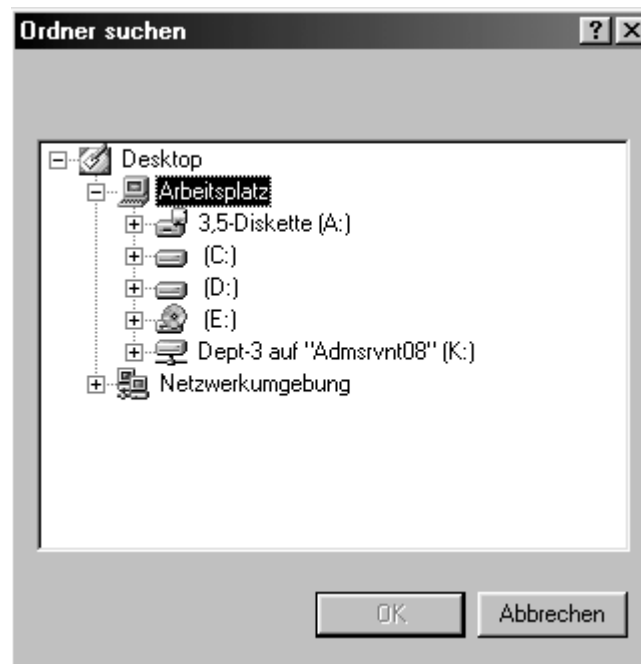 Ordner suchen
Desktop
Arbeitsplatz
3,5-Diskette (A:)
(C:)
(D:)
(E:)
Dept-3 auf "Admsrvnt08" (K:)
Netzwerkumgebung
OK Abbrechen